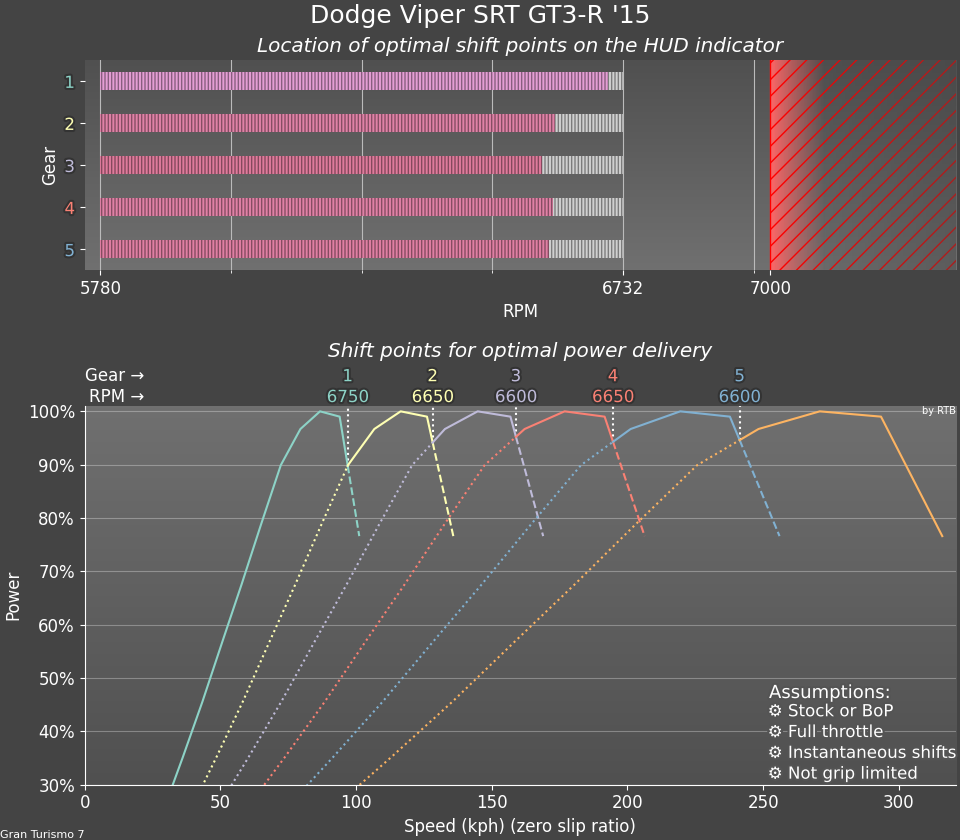 Dodge Viper SRT GT3-R '15
Location of optimal shift points on the HUD indicator
Gear
1
2
3
4
5
5780 6732 7000
RPM
Shift points for optimal power delivery
Gear → 1 2 3 4 5
RPM → 6750 6650 6600 6650 6600
by RTB
Power
100%
90%
80%
70%
60%
50%
40%
30%
Assumptions:
⚙ Stock or BoP
⚙ Full throttle
⚙ Instantaneous shifts
⚙ Not grip limited
0 50 100 150 200 250 300
Speed (kph) (zero slip ratio)
Gran Turismo 7